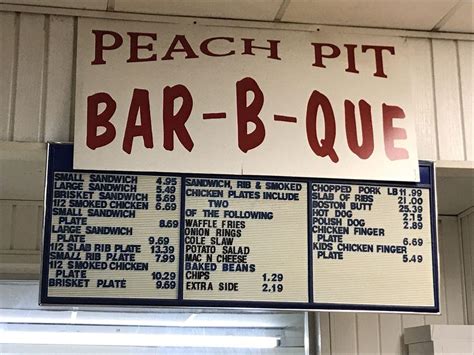 PEACH PIT
BAR-B-QUE
SMALL SANDWICH 4.95
LARGE SANDWICH 5.49
BRISKET SANDWICH 5.69
1/2 SMOKED CHICKEN 6.69
SMALL SANDWICH
PLATE 8.69
LARGE SANDWICH
PLATE 9.69
1/2 SLAB RIB PLATE 13.39
SMALL RIB PLATE 7.99
1/2 SMOKED CHICKEN
PLATE 9.10
BRISKET PLATE 9.69
SANDWICH, RIB & SMOKED
CHICKEN PLATES INCLUDE
TWO
OF THE FOLLOWING
WAFFLE FRIES
ONION RINGS
COLE SLAW
POTATO SALAD
MAC N CHEESE
BAKED BEANS
CHIPS 1.29
EXTRA SIDE 2.19
CHOPPED PORK LB 11.99
SLAB OF RIBS 21.00
BOSTON BUTT
HOT DOG 2.15
POLISH DOG 2.89
CHICKEN FINGER
PLATE 6.69
KIDS CHICKEN FINGER
PLATE 5.49